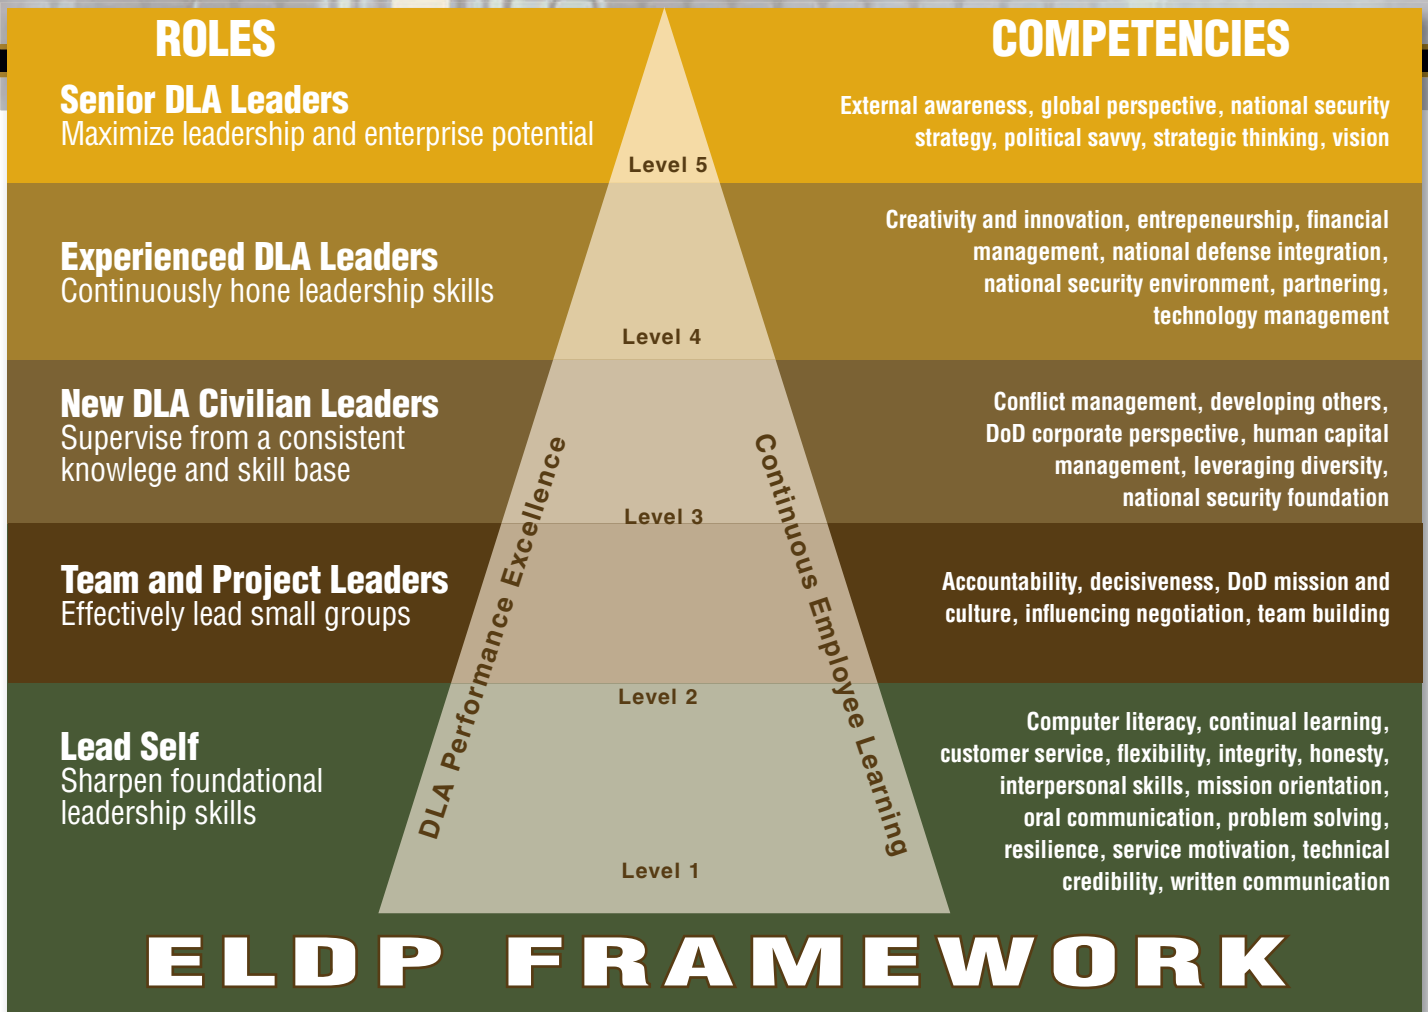 ROLES
COMPETENCIES
Senior DLA Leaders
Maximize leadership and enterprise potential
External awareness, global perspective, national security
strategy, political savvy, strategic thinking, vision
Level 5
Experienced DLA Leaders
Continuously hone leadership skills
Creativity and innovation, entrepeneurship, financial
management, national defense integration,
national security environment, partnering,
technology management
Level 4
New DLA Civilian Leaders
Supervise from a consistent
knowlege and skill base
Conflict management, developing others,
DoD corporate perspective, human capital
management, leveraging diversity,
national security foundation
Level 3
Team and Project Leaders
Effectively lead small groups
Accountability, decisiveness, DoD mission and
culture, influencing negotiation, team building
Level 2
Lead Self
Sharpen foundational
leadership skills
Computer literacy, continual learning,
customer service, flexibility, integrity, honesty,
interpersonal skills, mission orientation,
oral communication, problem solving,
resilience, service motivation, technical
credibility, written communication
Level 1
DLA Performance Excellence
Continuous Employee Learning
ELDP FRAMEWORK